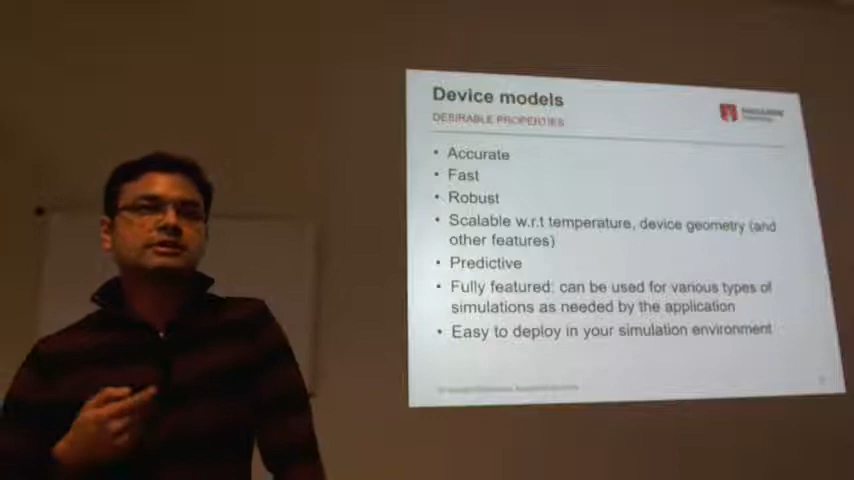 Device models
DESIRABLE PROPERTIES
• Accurate
• Fast
• Robust
• Scalable w.r.t temperature, device geometry (and
other features)
• Predictive
• Fully featured: can be used for various types of
simulations as needed by the application
• Easy to deploy in your simulation environment